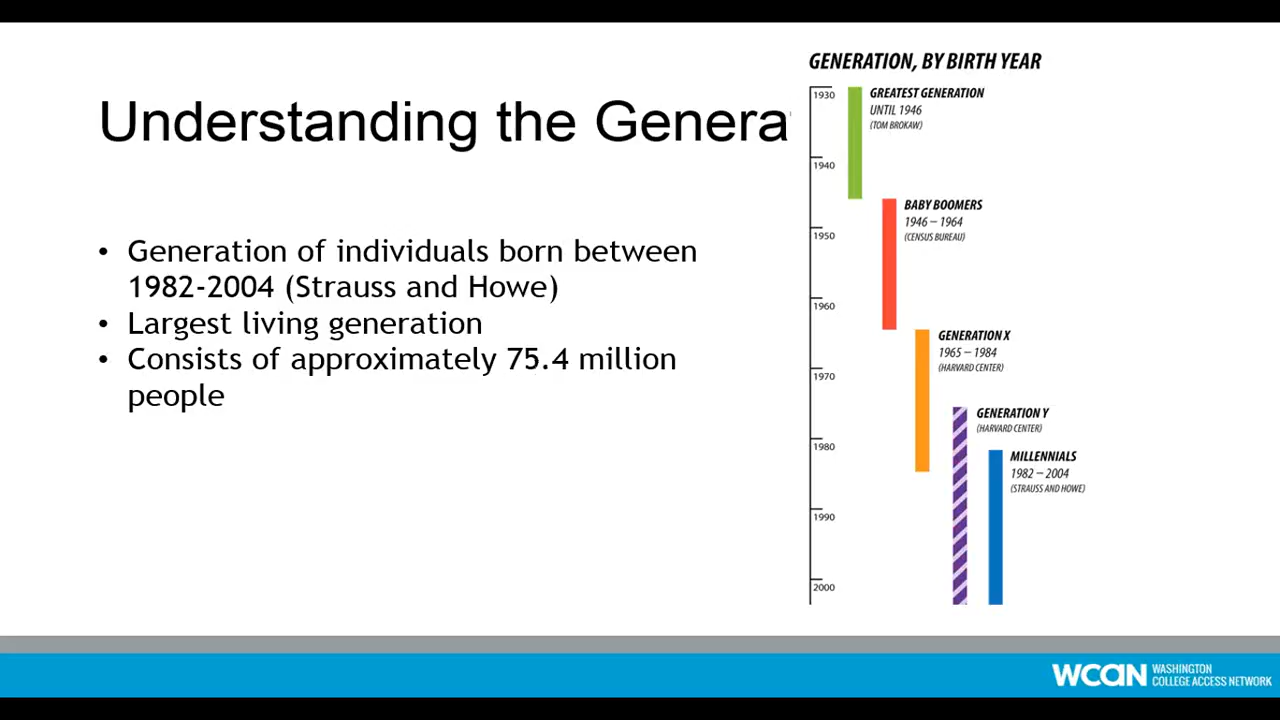 Understanding the Genera
• Generation of individuals born between
1982-2004 (Strauss and Howe)
• Largest living generation
• Consists of approximately 75.4 million
people
GENERATION, BY BIRTH YEAR
1930
GREATEST GENERATION
UNTIL 1946
(TOM BROKAW)
1940
BABY BOOMERS
1946 – 1964
(CENSUS BUREAU)
1950
1960
GENERATION X
1965 – 1984
(HARVARD CENTER)
1970
GENERATION Y
(HARVARD CENTER)
1980
MILLENNIALS
1982 – 2004
(STRAUSS AND HOWE)
1990
2000
WCAN WASHINGTON
COLLEGE ACCESS NETWORK